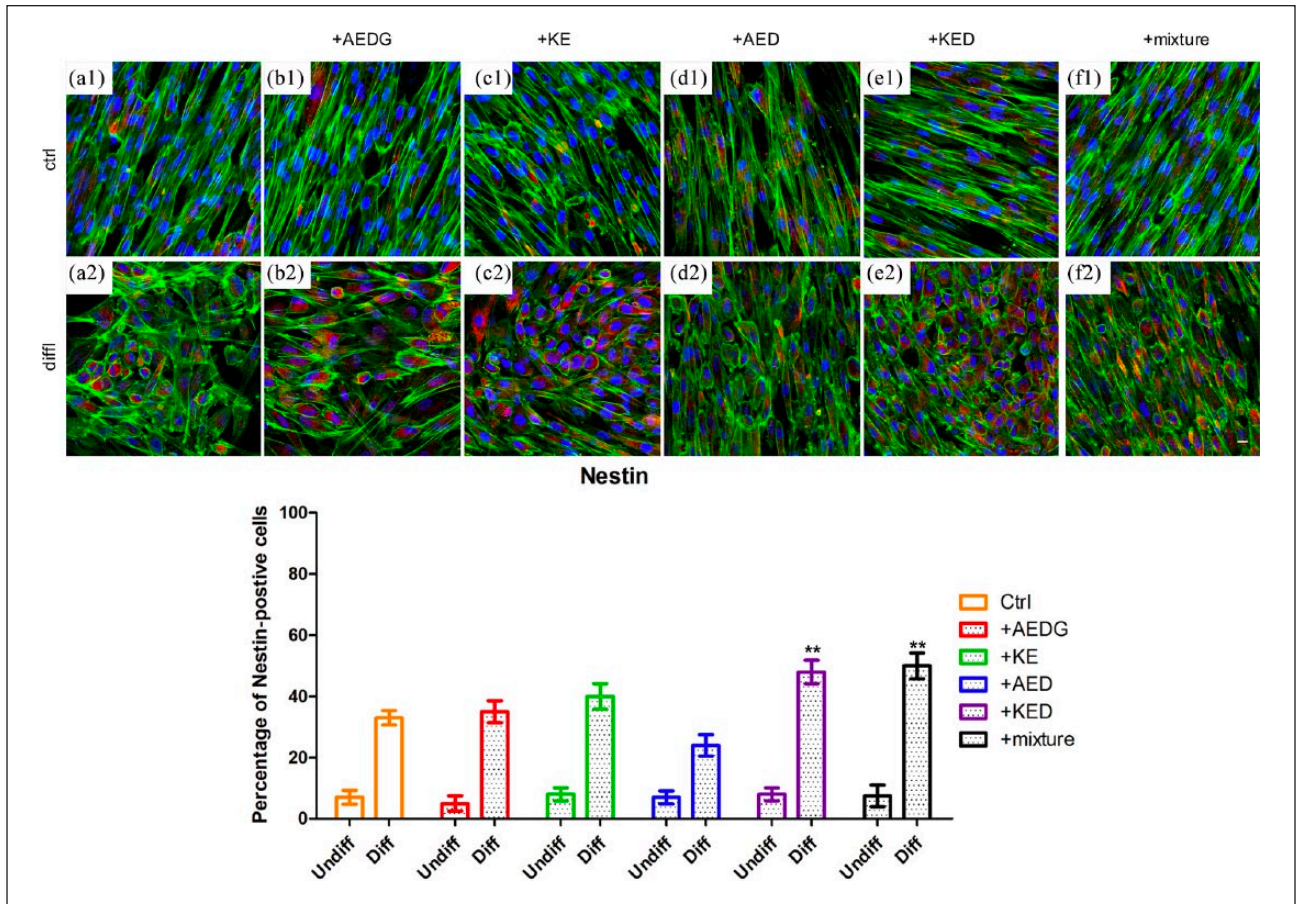 +AEDG +KE +AED +KED +mixture
(a1) (b1) (c1) (d1) (e1) (f1)
ctrl
(a2) (b2) (c2) (d2) (e2) (f2)
diffl
Nestin
Percentage of Nestin-postive cells
100
80
60
40
20
0
** **
Undiff Diff Undiff Diff Undiff Diff Undiff Diff Undiff Diff Undiff Diff
Ctrl
+AEDG
+KE
+AED
+KED
+mixture